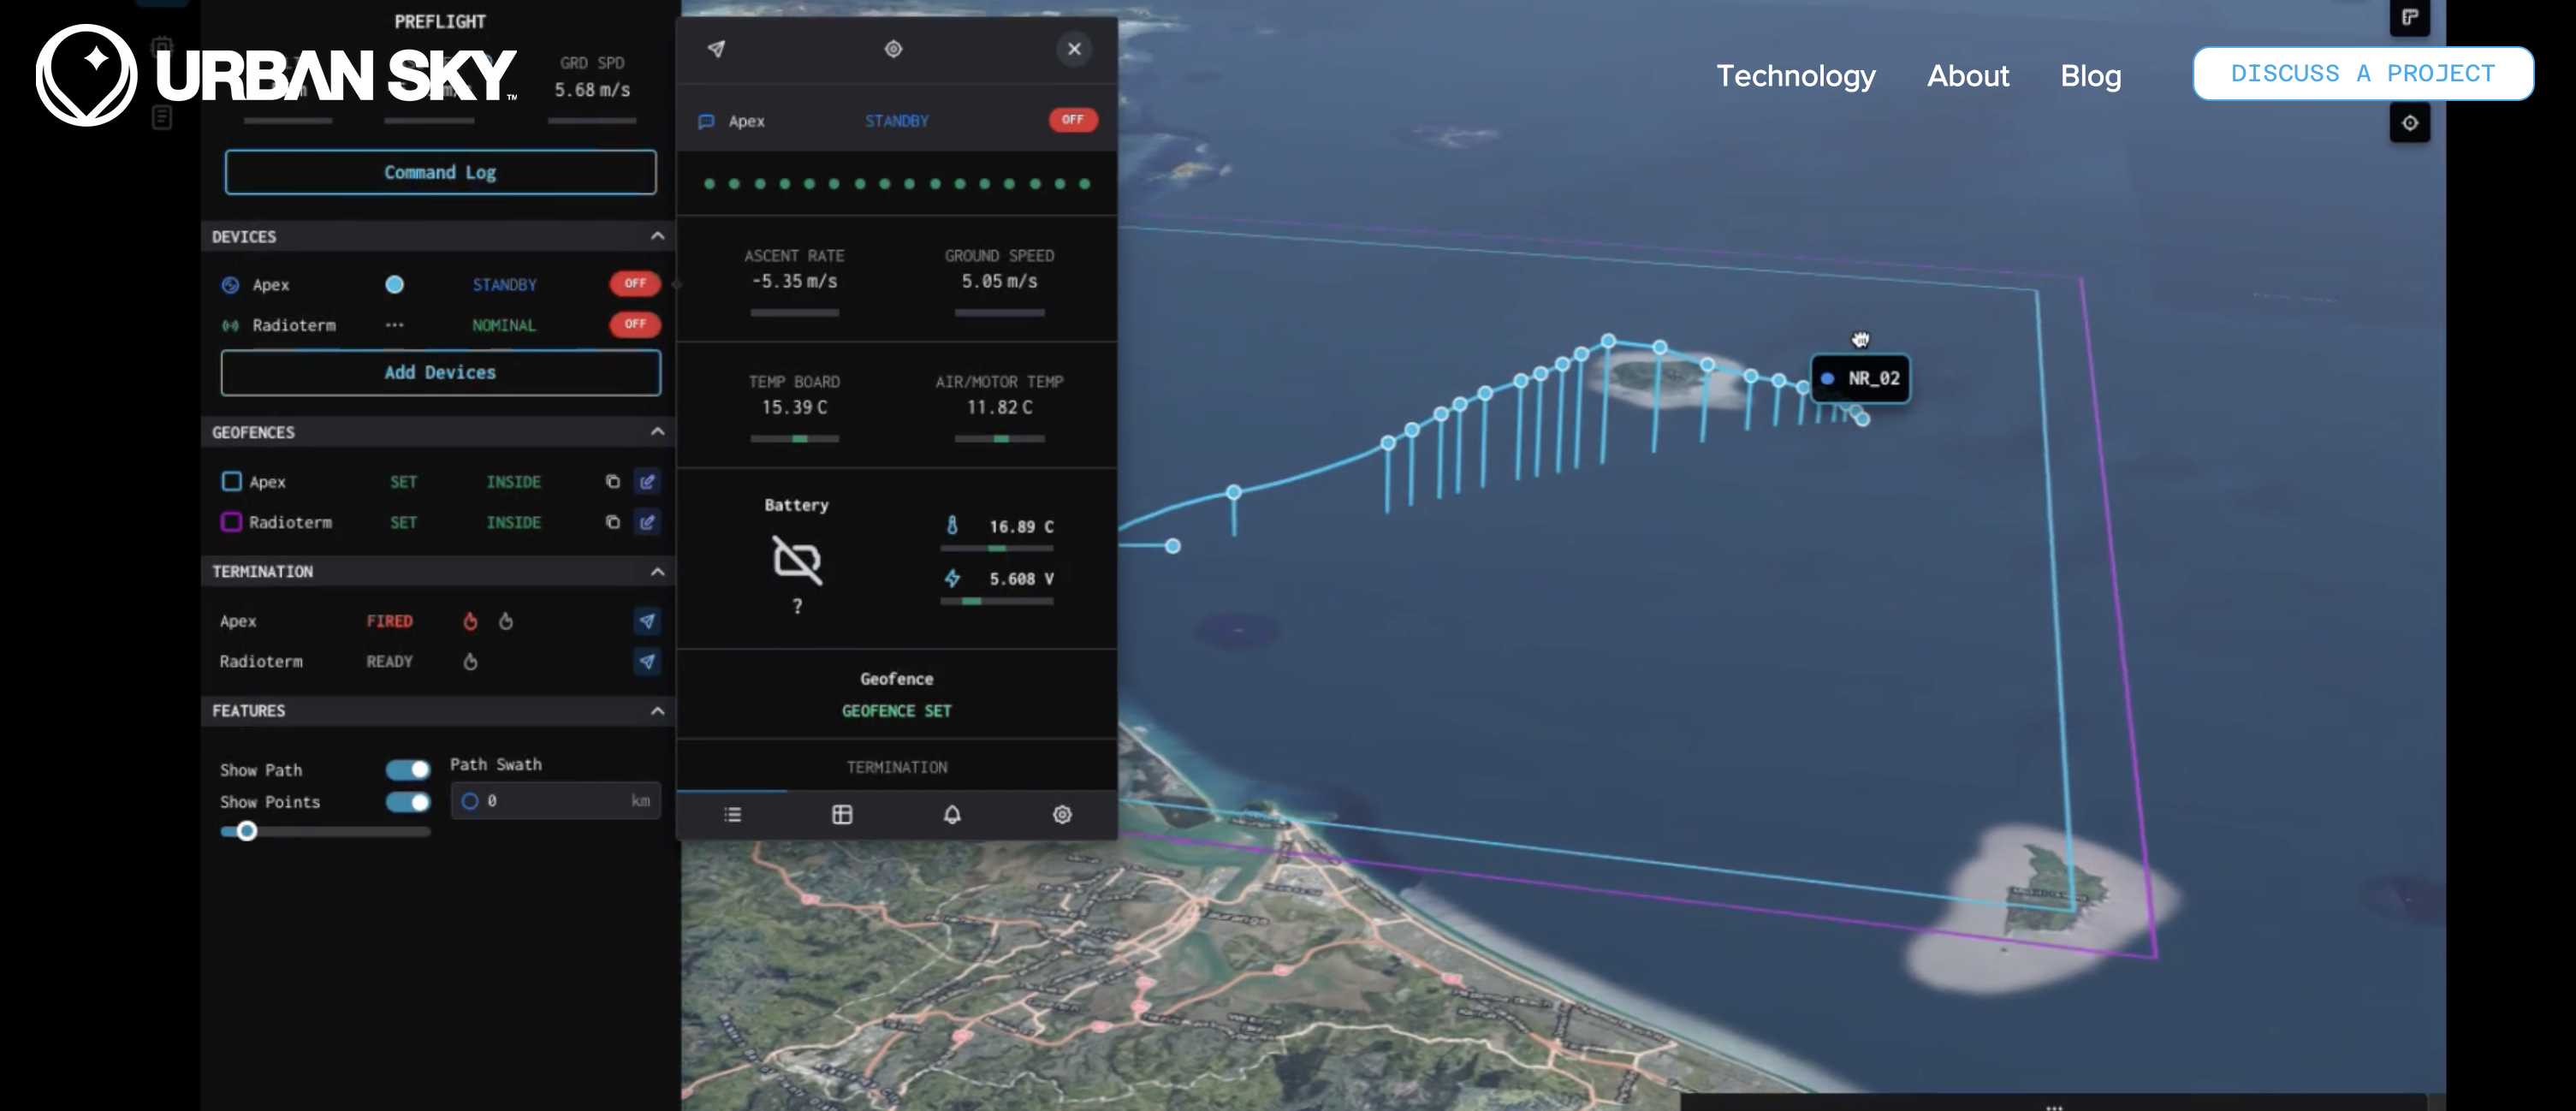 PREFLIGHT
URBAN SKY™
GRD SPD
5.68 m/s
Technology
About
Blog
DISCUSS A PROJECT
Command Log
DEVICES
Apex STANDBY OFF
Radioterm ... NOMINAL OFF
Add Devices
GEOFENCES
Apex SET INSIDE
Radioterm SET INSIDE
TERMINATION
Apex FIRED
Radioterm READY
FEATURES
Show Path
Show Points
Path Swath
0 km
Apex STANDBY OFF
ASCENT RATE GROUND SPEED
-5.35 m/s 5.05 m/s
TEMP BOARD AIR/MOTOR TEMP
15.39 C 11.82 C
Battery
?
16.89 C
5.608 V
Geofence
GEOFENCE SET
TERMINATION
NR_02